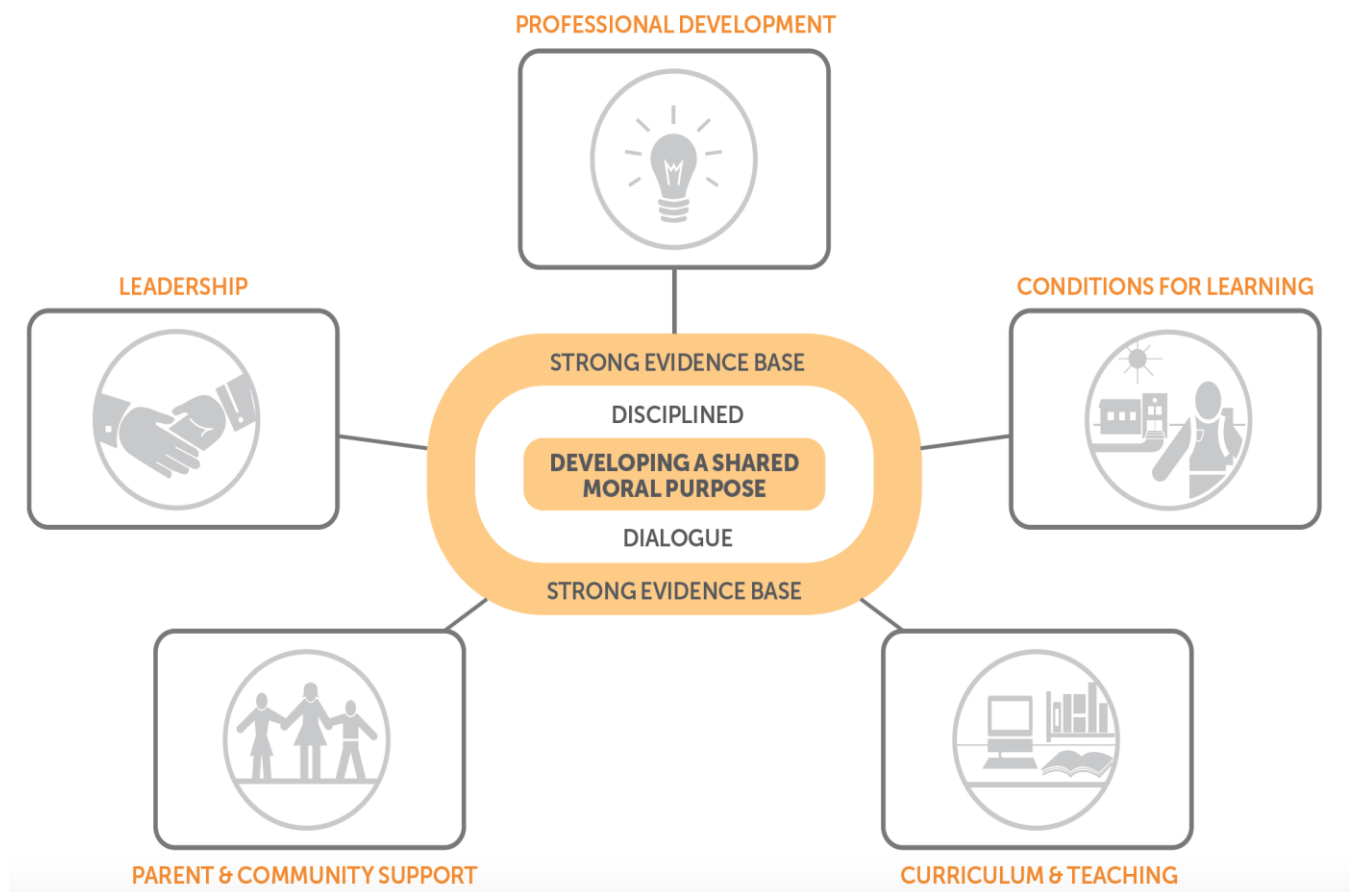 PROFESSIONAL DEVELOPMENT
LEADERSHIP
CONDITIONS FOR LEARNING
STRONG EVIDENCE BASE
DISCIPLINED
DEVELOPING A SHARED
MORAL PURPOSE
DIALOGUE
STRONG EVIDENCE BASE
PARENT & COMMUNITY SUPPORT
CURRICULUM & TEACHING